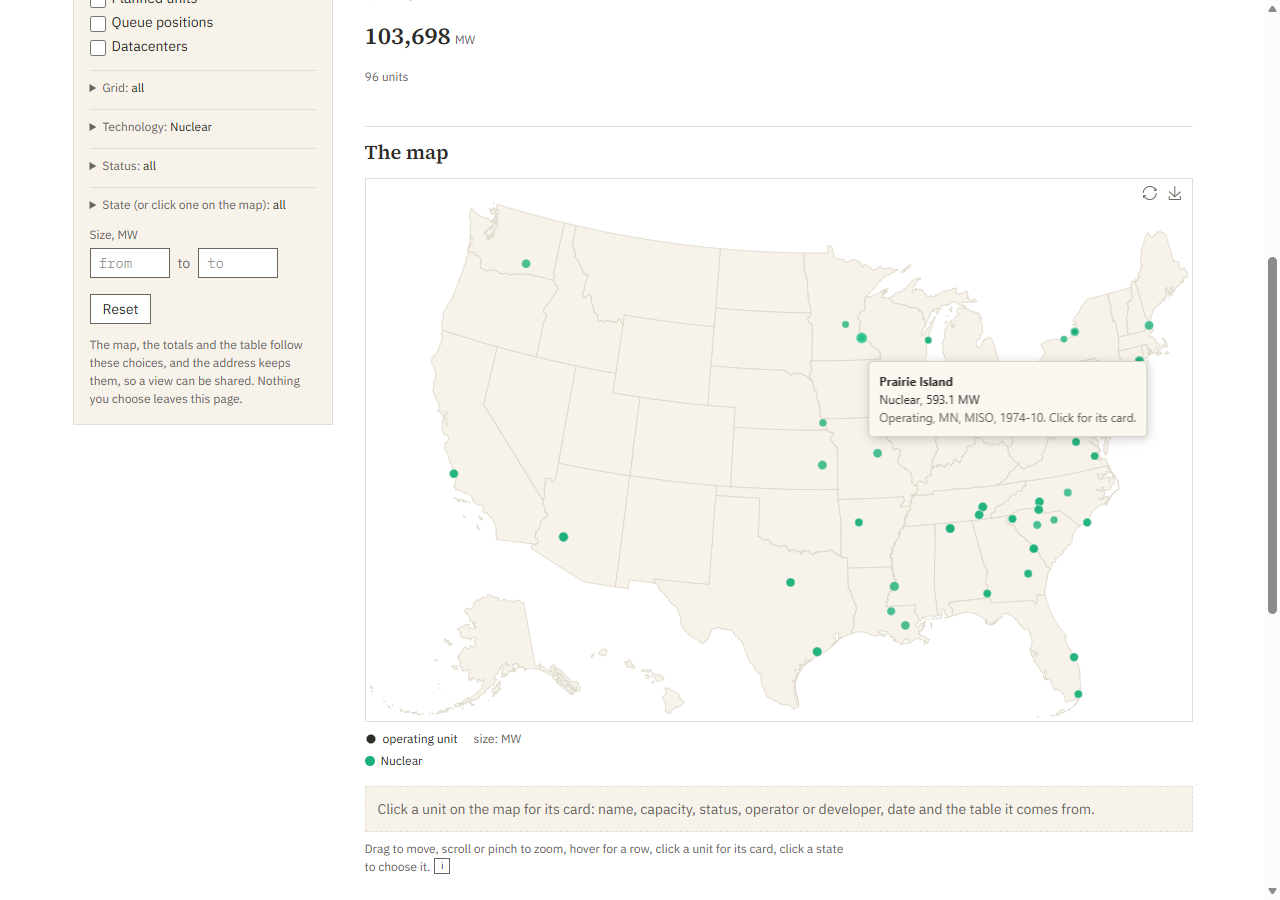 Planned units
Queue positions
Datacenters
Grid: all
Technology: Nuclear
Status: all
State (or click one on the map): all
Size, MW
from to to
Reset
The map, the totals and the table follow
these choices, and the address keeps
them, so a view can be shared. Nothing
you choose leaves this page.
103,698 MW
96 units
The map
Prairie Island
Nuclear, 593.1 MW
Operating, MN, MISO, 1974-10. Click for its card.
operating unit size: MW
Nuclear
Click a unit on the map for its card: name, capacity, status, operator or developer, date and the table it comes from.
Drag to move, scroll or pinch to zoom, hover for a row, click a unit for its card, click a state
to choose it. i